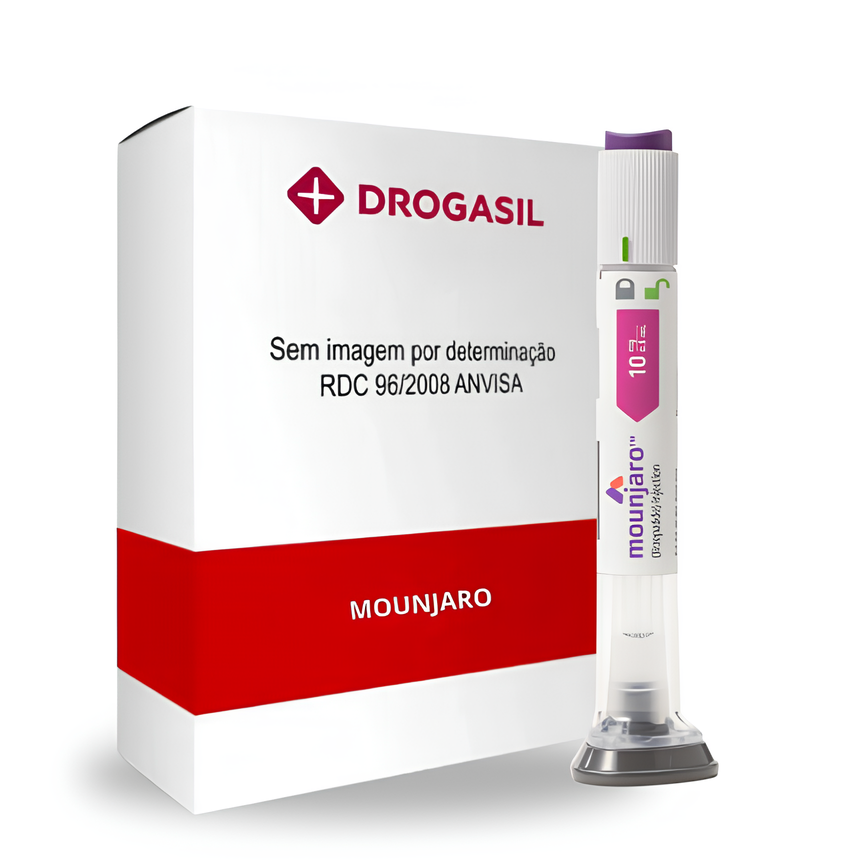 DROGASIL
Sem imagem por determinação
RDC 96/2008 ANVISA
MOUNJARO
10
mounjaro™